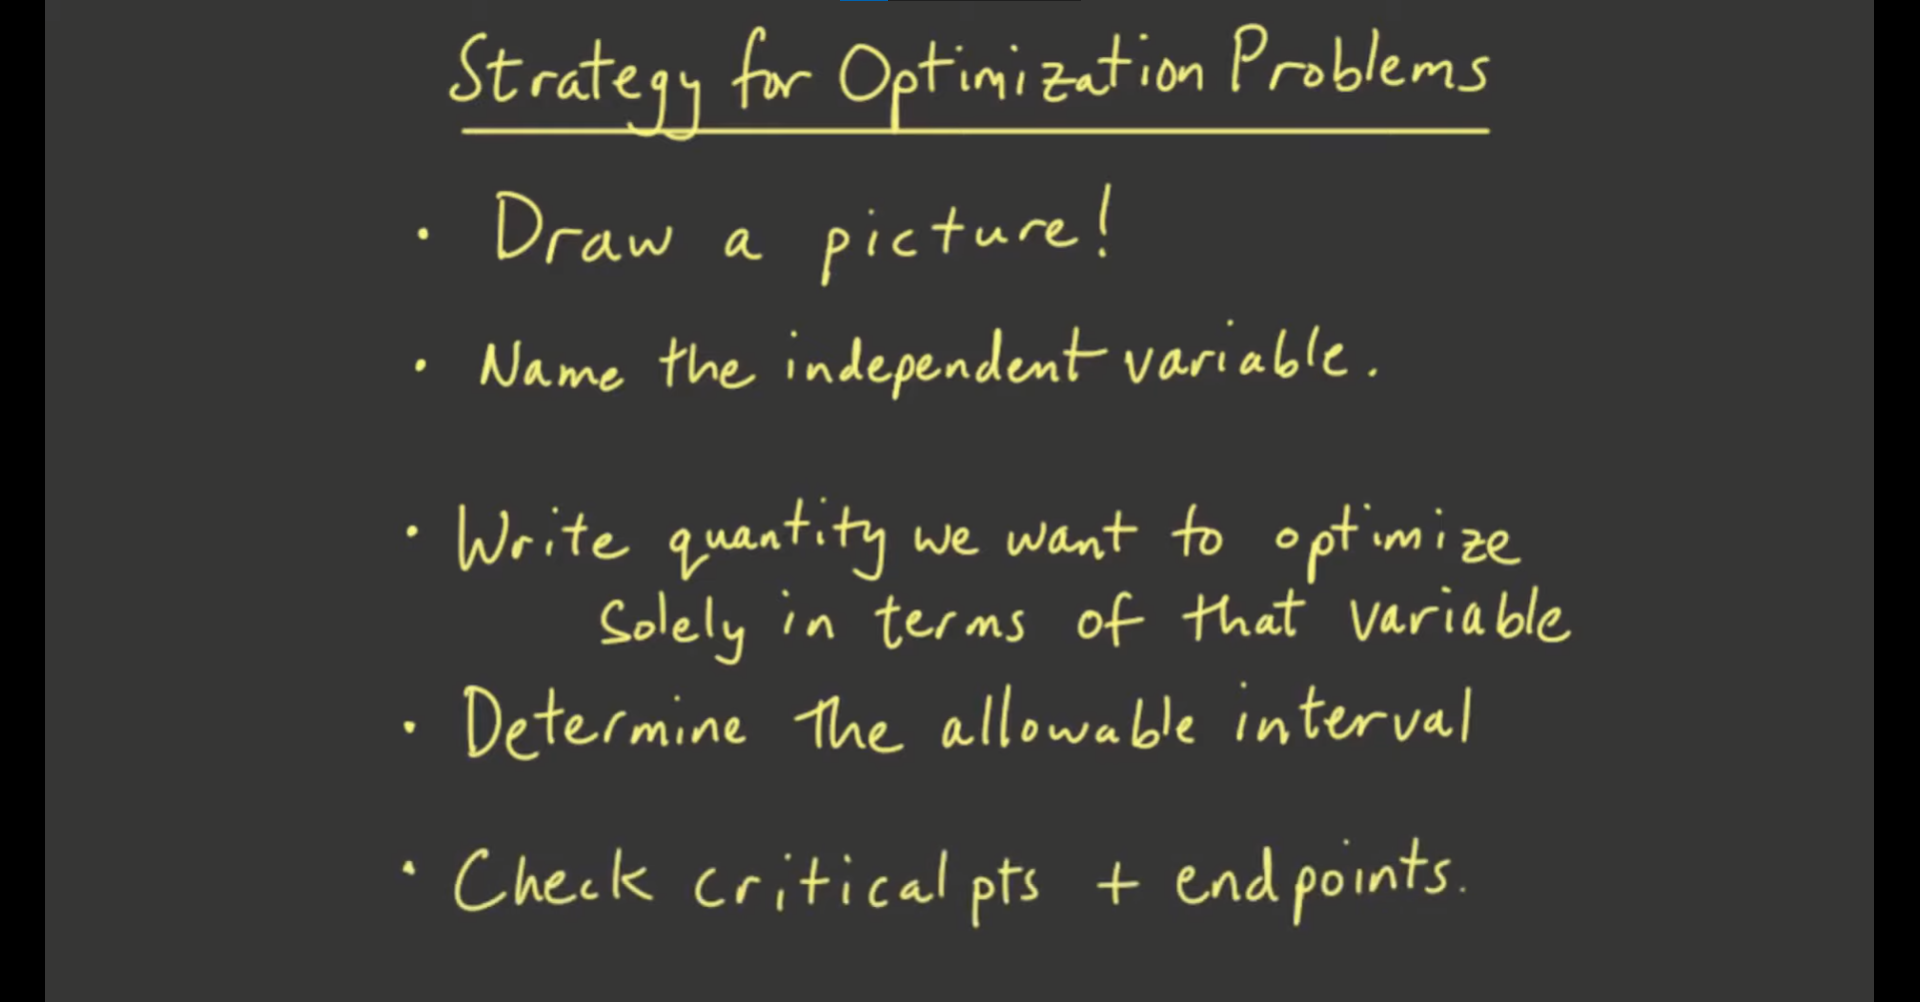 Strategy for Optimization Problems
• Draw a picture!
• Name the independent variable.
• Write quantity we want to optimize
solely in terms of that variable
• Determine the allowable interval
• Check critical pts + endpoints.